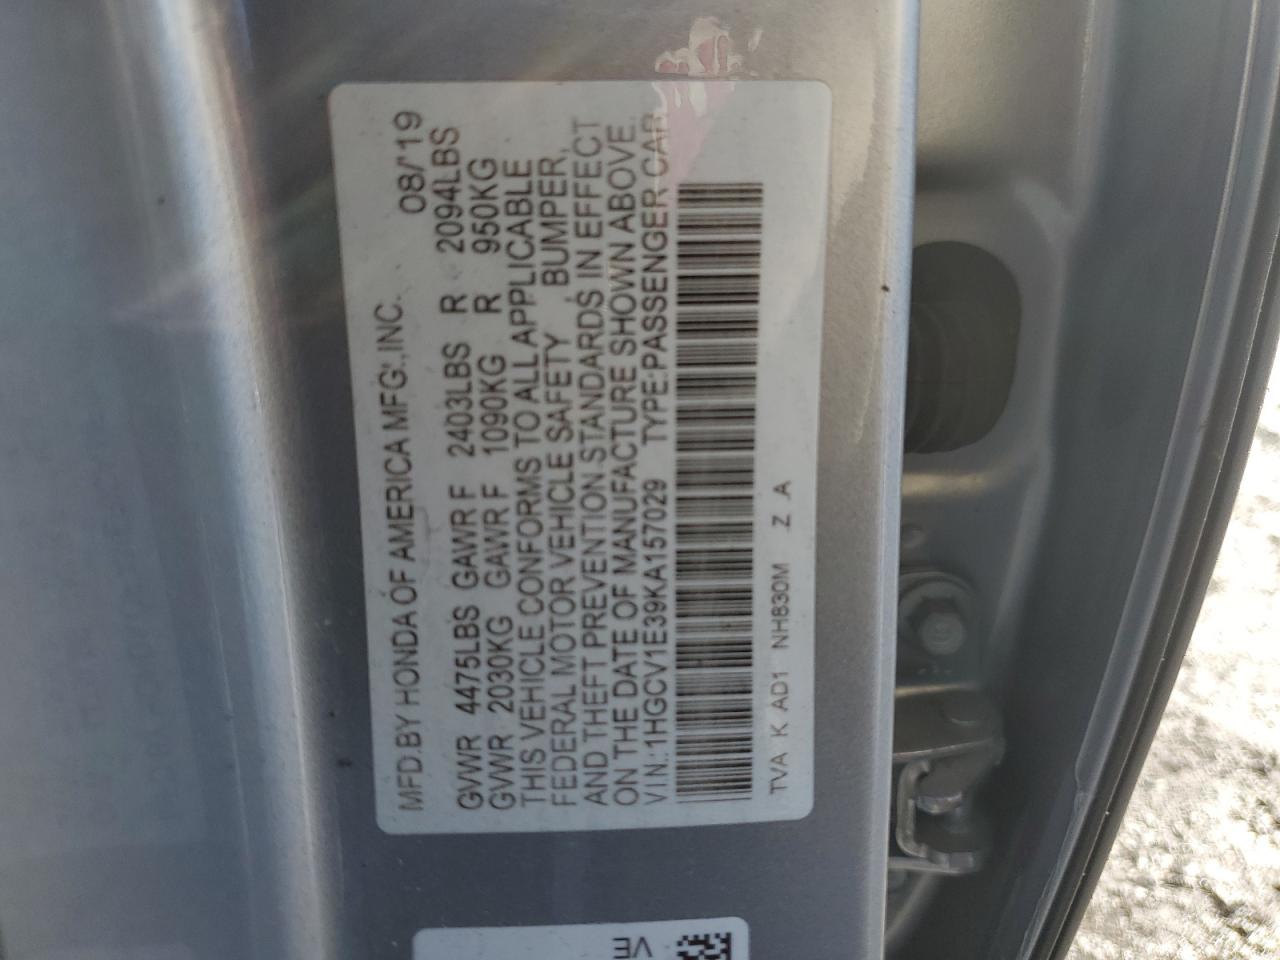 MFD.BY HONDA OF AMERICA MFG.,INC. 08/'19
GVWR 4475LBS GAWR F 2403LBS R 2094LBS
GVWR 2030KG GAWR F 1090KG R 950KG
THIS VEHICLE CONFORMS TO ALL APPLICABLE
FEDERAL MOTOR VEHICLE SAFETY, BUMPER,
AND THEFT PREVENTION STANDARDS IN EFFECT
ON THE DATE OF MANUFACTURE SHOWN ABOVE.
VIN:1HGCV1E39KA157029 TYPE:PASSENGER CAR
TVA K AD1 NH830M Z A
VE